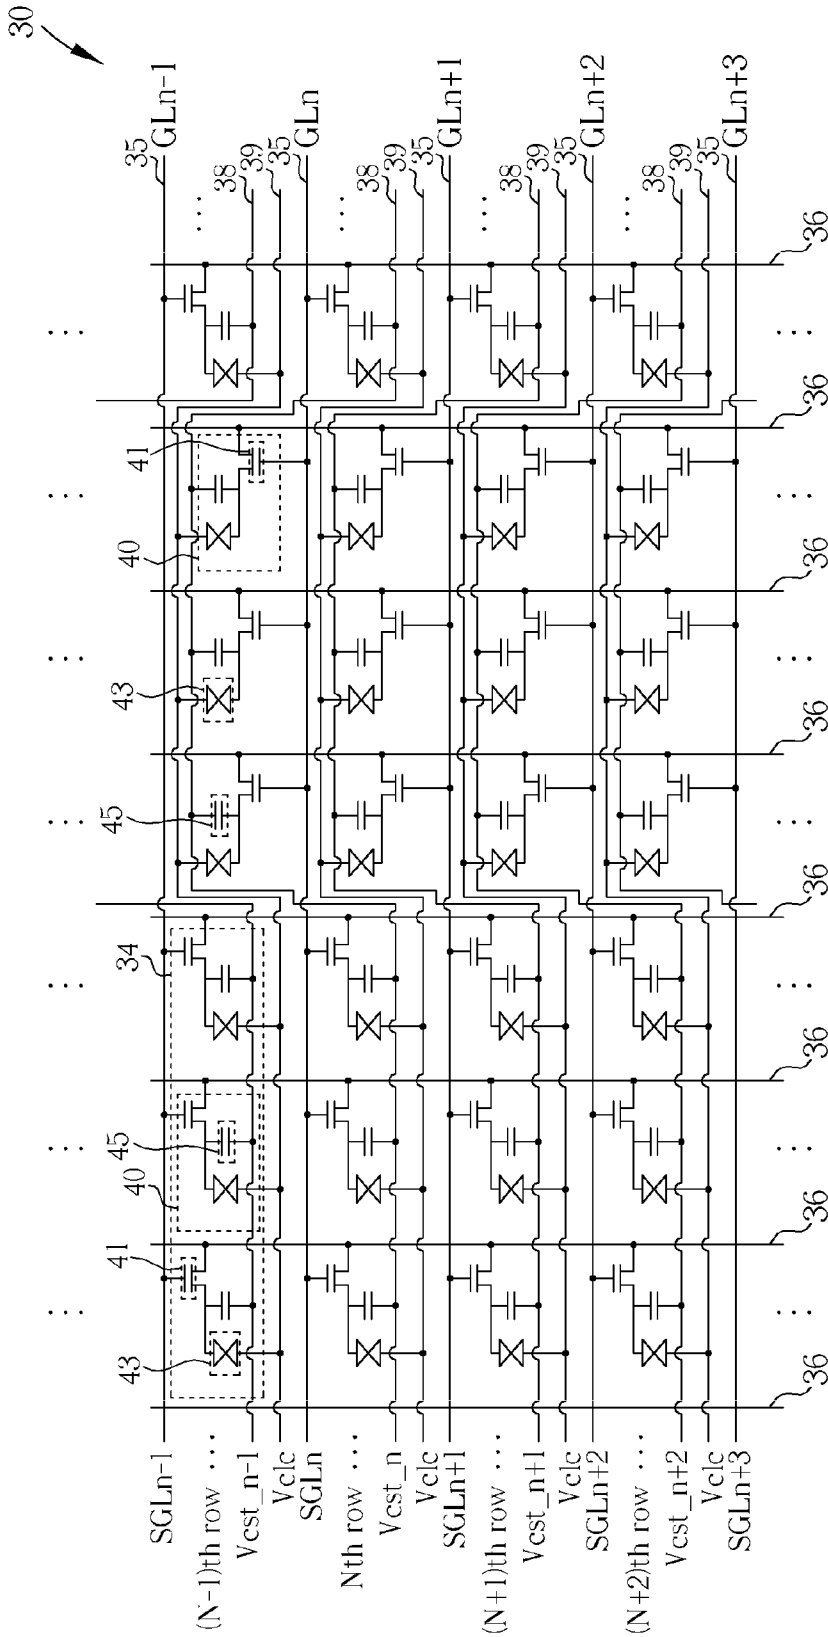 30
GLn-1
GLn
GLn+1
GLn+2
GLn+3
35
38
39
35
38
39
35
38
39
35
38
39
35
...
...
...
...
36
36
36
36
36
36
36
36
...
...
...
...
...
...
...
...
...
...
...
...
...
...
41
40
43
45
34
45
40
41
43
SGLn-1
(N-1)th row ...
Vcst_n-1
Vclc
SGLn
Nth row ...
Vcst_n
Vclc
SGLn+1
(N+1)th row ...
Vcst_n+1
Vclc
SGLn+2
(N+2)th row ...
Vcst_n+2
Vclc
SGLn+3